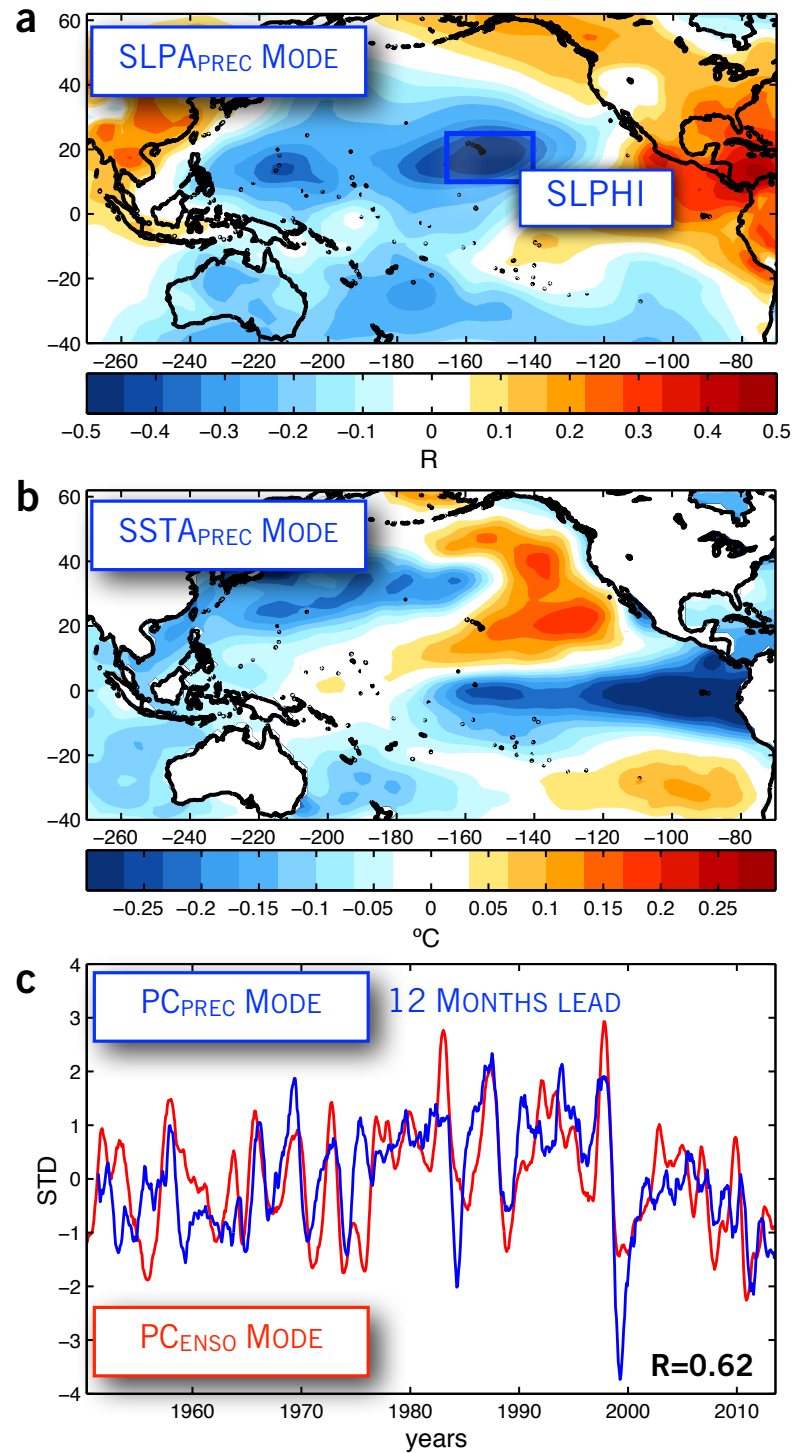 a
SLPAPREC MODE
SLPHI
60
40
20
0
−20
−40
−260 −240 −220 −200 −180 −160 −140 −120 −100 −80
−0.5 −0.4 −0.3 −0.2 −0.1 0 0.1 0.2 0.3 0.4 0.5
R
b
SSTAPREC MODE
60
40
20
0
−20
−40
−260 −240 −220 −200 −180 −160 −140 −120 −100 −80
−0.25 −0.2 −0.15 −0.1 −0.05 0 0.05 0.1 0.15 0.2 0.25
ºC
c
PCPREC MODE 12 MONTHS LEAD
4
3
2
1
0
−1
−2
−3
−4
STD
PCENSO MODE
R=0.62
1960 1970 1980 1990 2000 2010
years